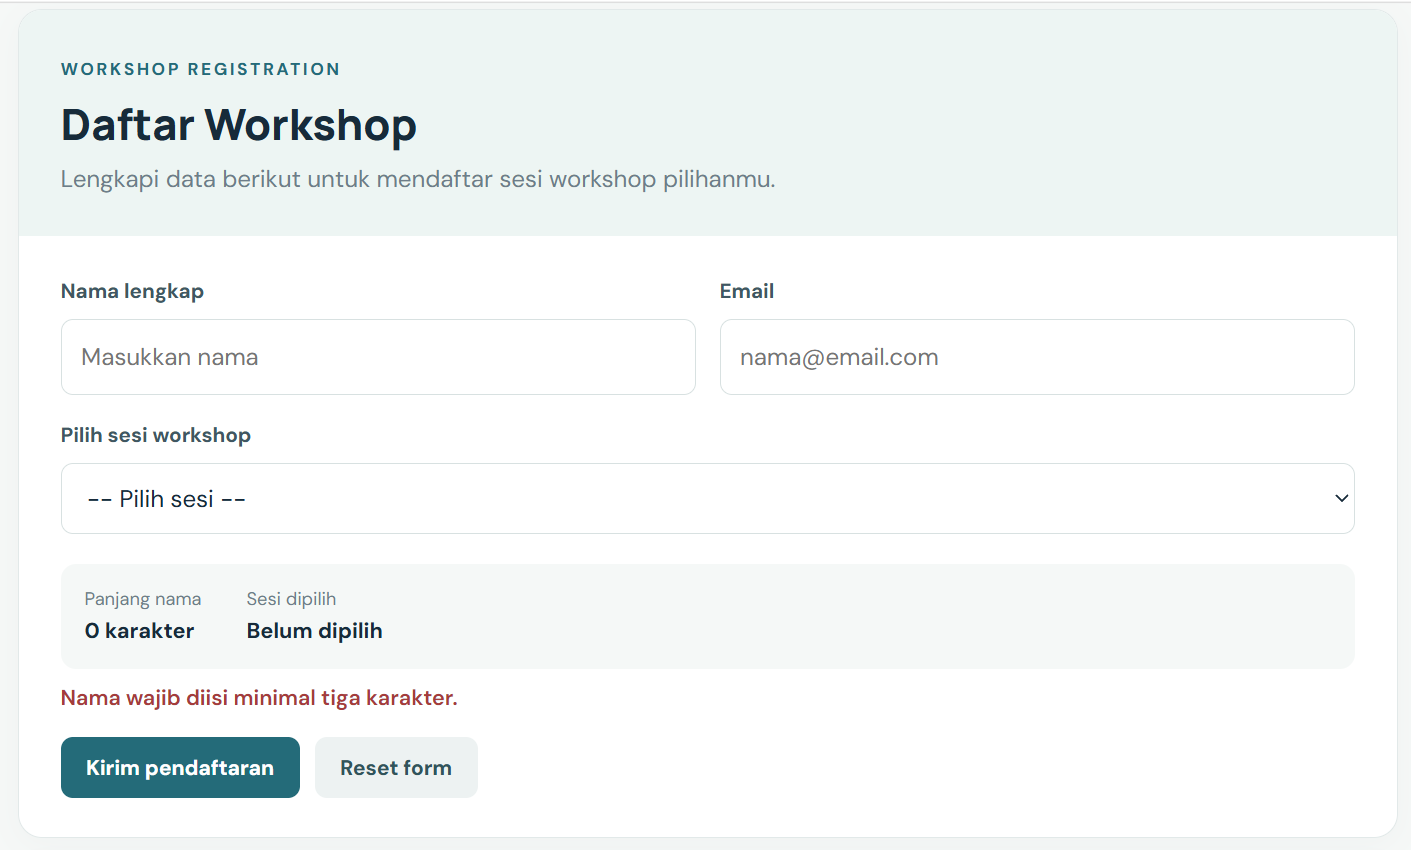 WORKSHOP REGISTRATION
Daftar Workshop
Lengkapi data berikut untuk mendaftar sesi workshop pilihanmu.
Nama lengkap
Email
Masukkan nama
nama@email.com
Pilih sesi workshop
-- Pilih sesi --
Panjang nama
Sesi dipilih
0 karakter
Belum dipilih
Nama wajib diisi minimal tiga karakter.
Kirim pendaftaran
Reset form